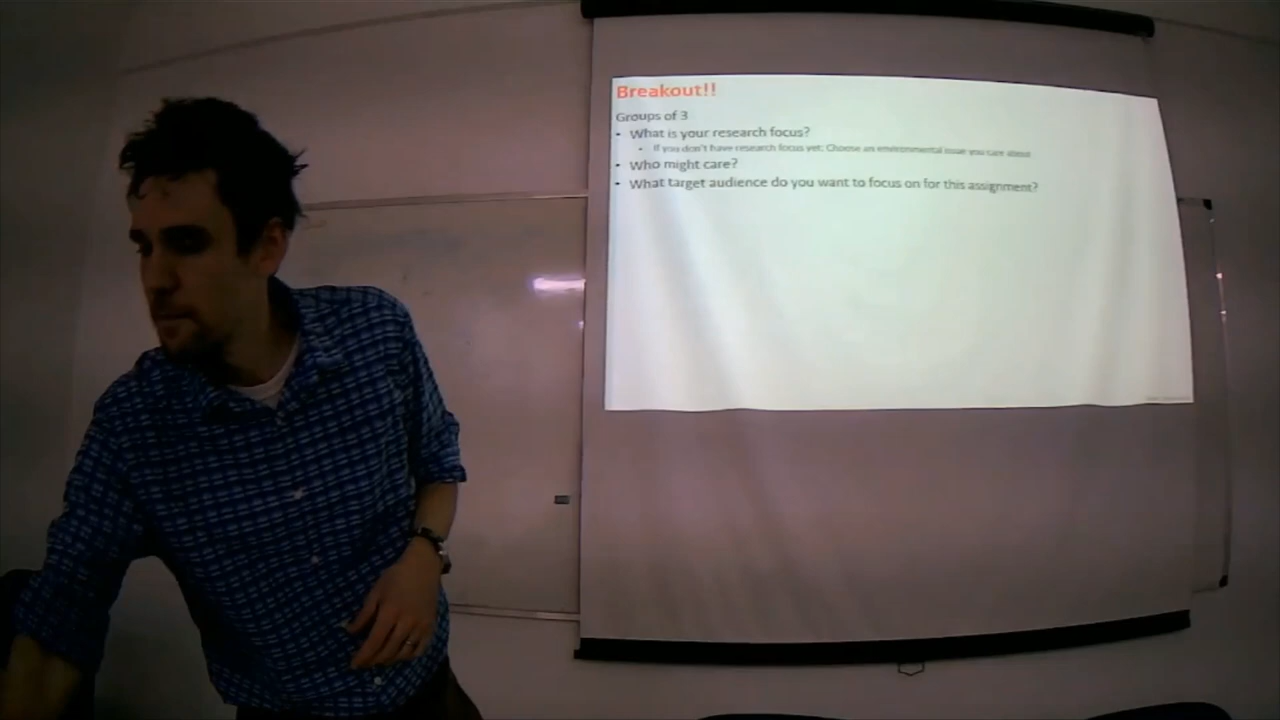 Breakout!!
Groups of 3
• What is your research focus?
• If you don't have research focus yet: Choose an environmental issue you care about
• Who might care?
• What target audience do you want to focus on for this assignment?